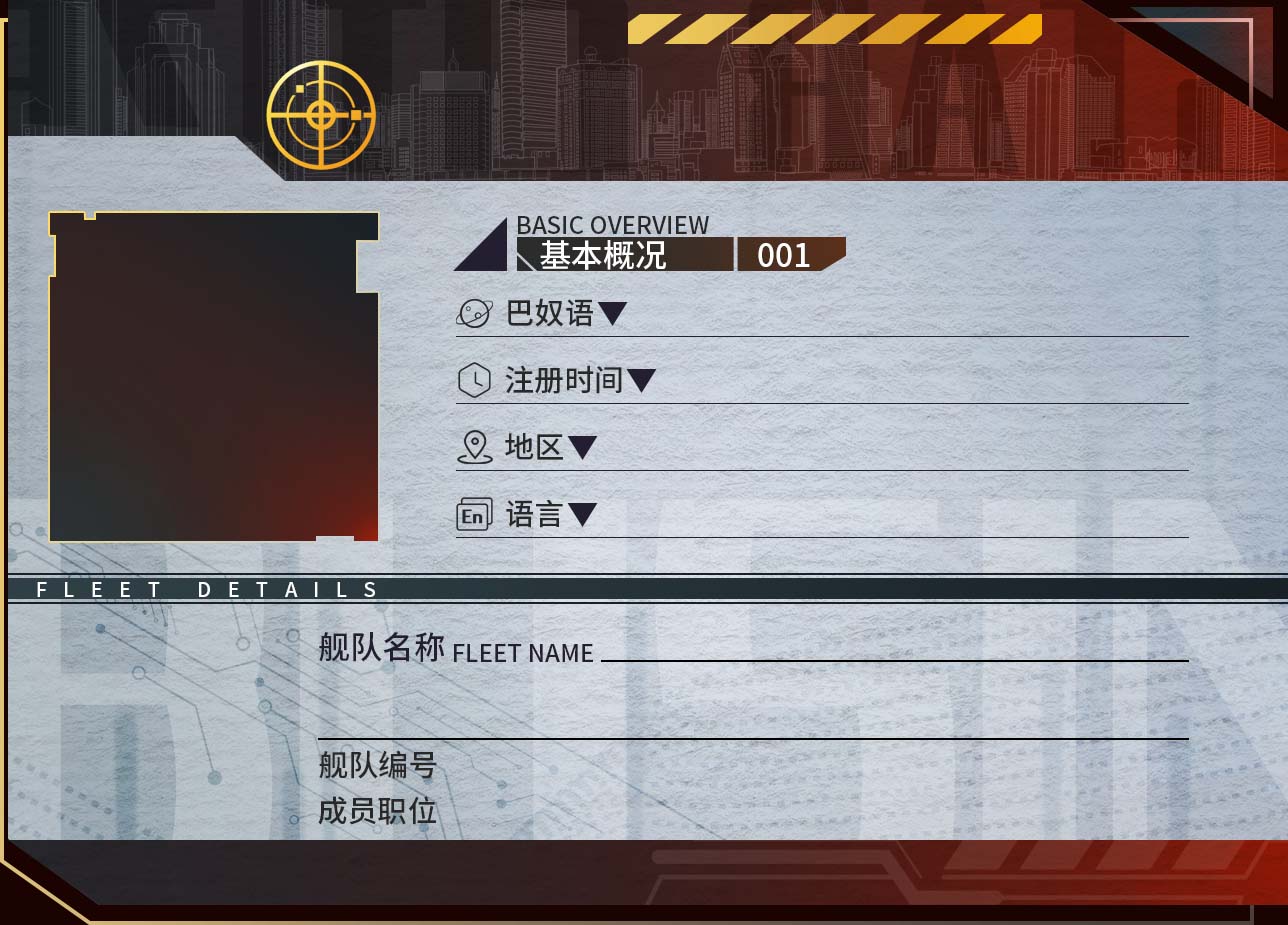 BASIC OVERVIEW
基本概况 001
巴奴语▼
注册时间▼
地区▼
En 语言▼
FLEET DETAILS
舰队名称 FLEET NAME
舰队编号
成员职位